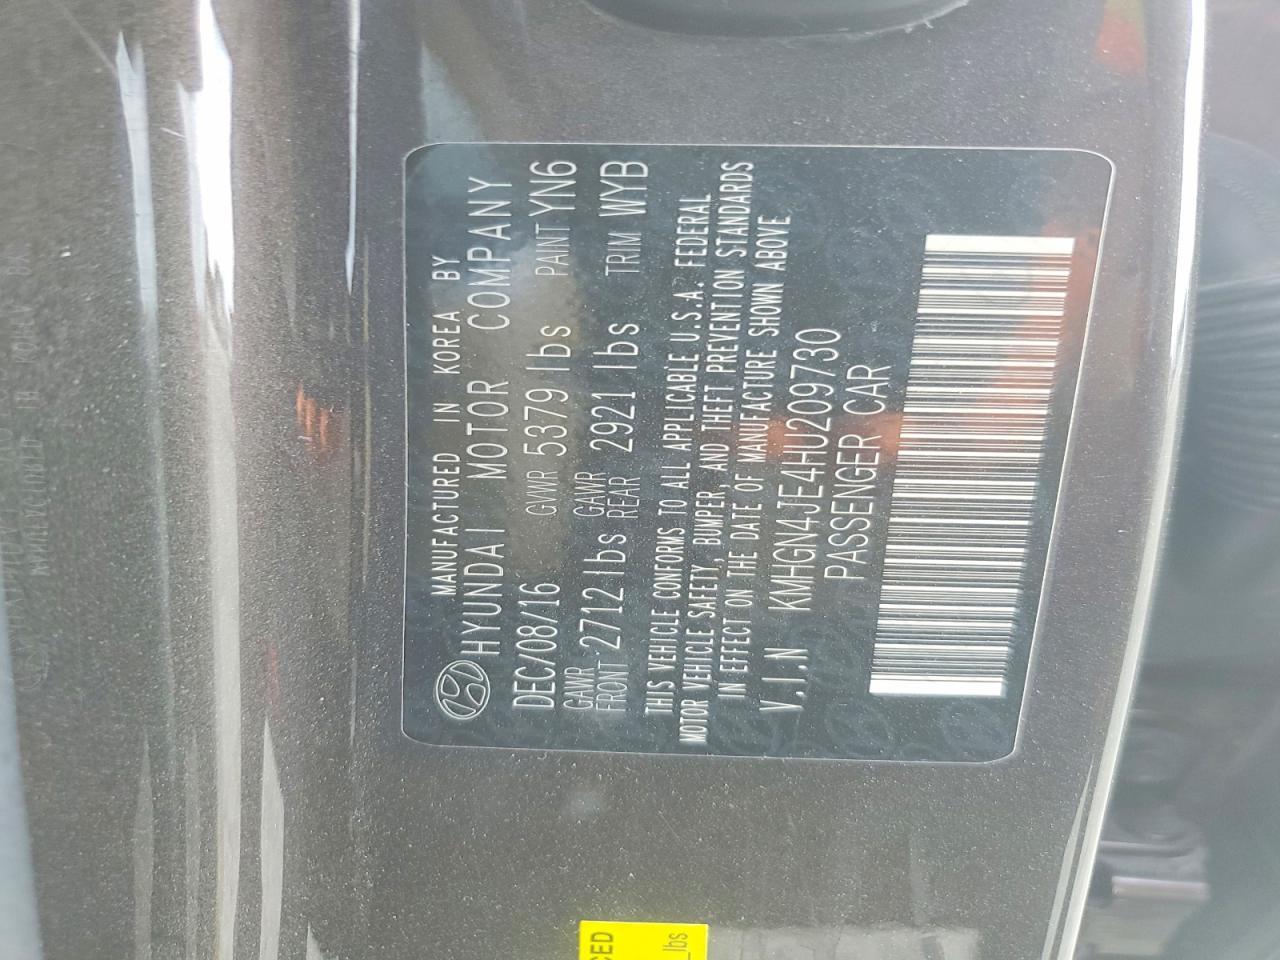 MANUFACTURED IN KOREA BY
HYUNDAI MOTOR COMPANY
DEC/08/16 GVWR 5379 lbs PAINT YN6
GAWR FRONT 2712 lbs GAWR REAR 2921 lbs TRIM WYB
THIS VEHICLE CONFORMS TO ALL APPLICABLE U.S.A. FEDERAL
MOTOR VEHICLE SAFETY, BUMPER, AND THEFT PREVENTION STANDARDS
IN EFFECT ON THE DATE OF MANUFACTURE SHOWN ABOVE
V.I.N KMHGN4JE4HU209730
PASSENGER CAR
CED
lbs